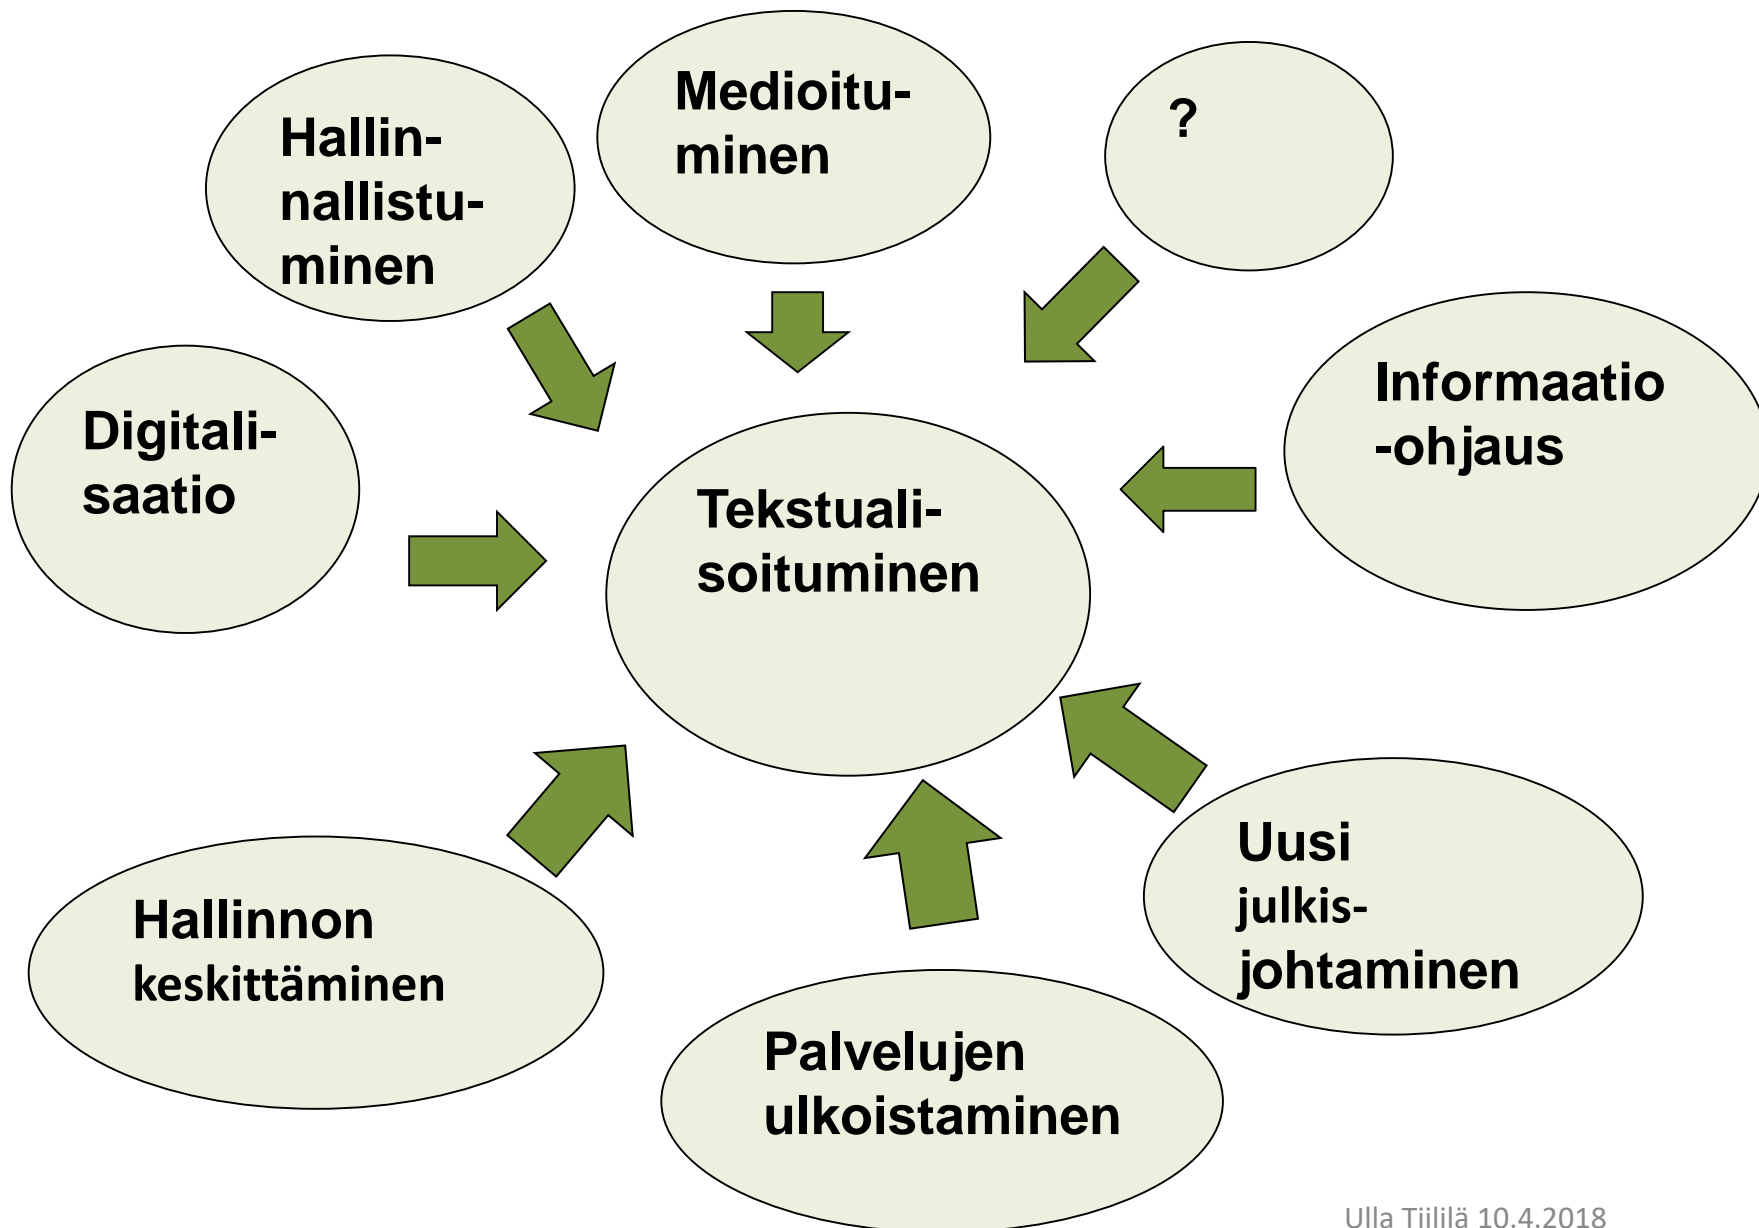 Medioitu-
minen
?
Hallin-
nallistu-
minen
Informaatio
-ohjaus
Digitali-
saatio
Tekstuali-
soituminen
Uusi
julkis-
johtaminen
Hallinnon
keskittäminen
Palvelujen
ulkoistaminen
Ulla Tiililä 10.4.2018